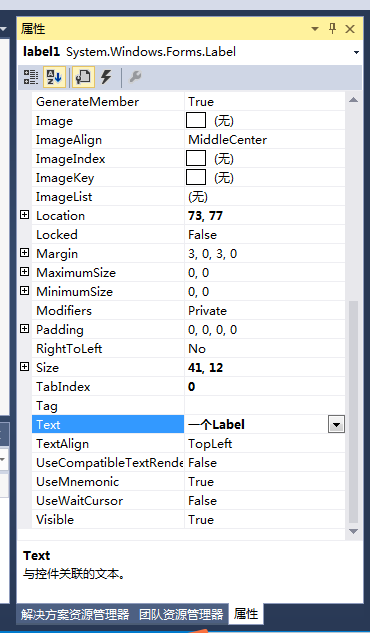 属性
label1 System.Windows.Forms.Label
GenerateMember True
Image (无)
ImageAlign MiddleCenter
ImageIndex (无)
ImageKey (无)
ImageList (无)
Location 73, 77
Locked False
Margin 3, 0, 3, 0
MaximumSize 0, 0
MinimumSize 0, 0
Modifiers Private
Padding 0, 0, 0, 0
RightToLeft No
Size 41, 12
TabIndex 0
Tag
Text 一个Label
TextAlign TopLeft
UseCompatibleTextRende False
UseMnemonic True
UseWaitCursor False
Visible True
Text
与控件关联的文本。
解决方案资源管理器 团队资源管理器 属性